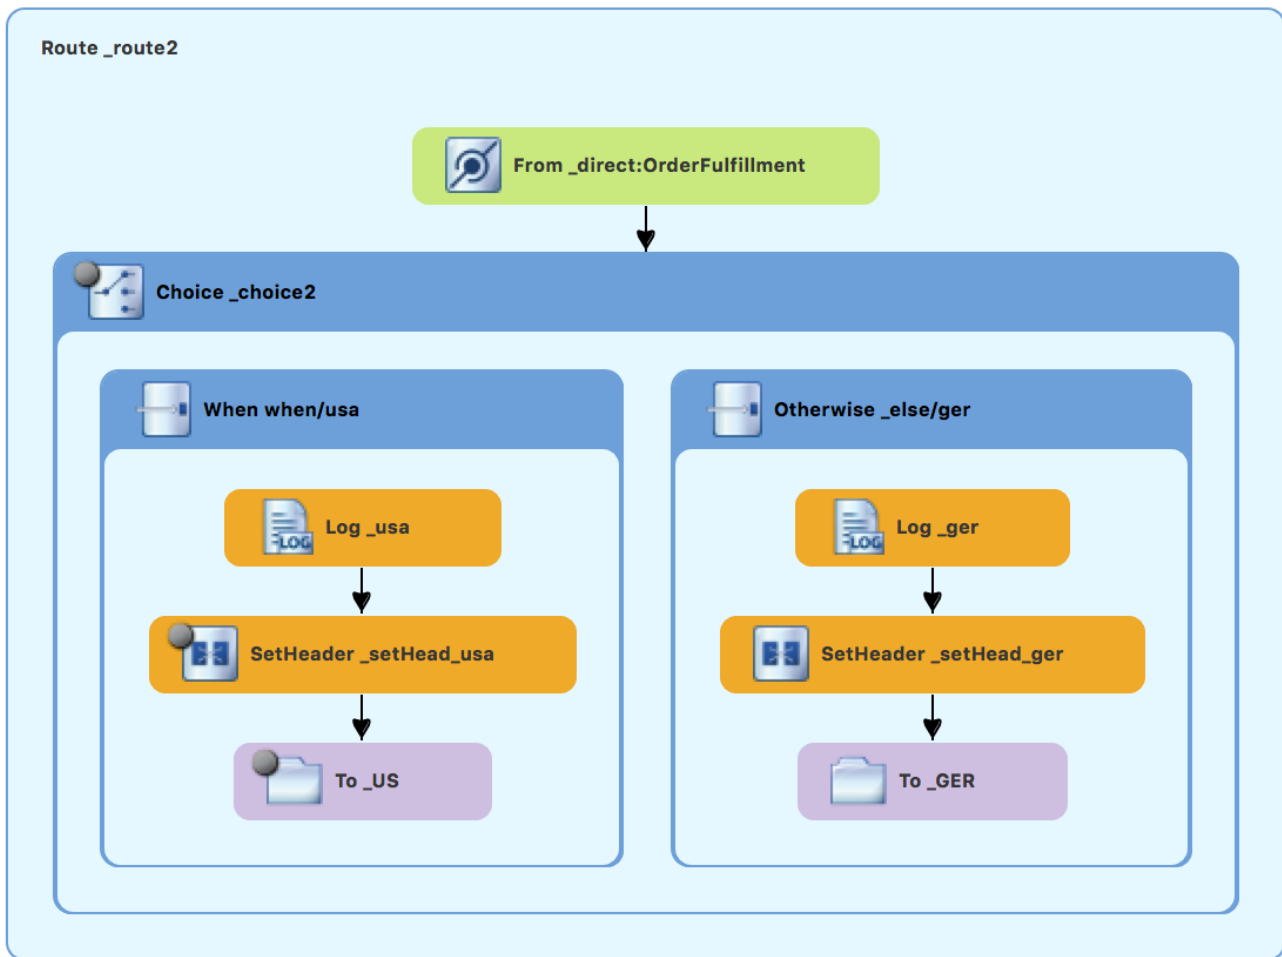 Route _route2
From _direct:OrderFulfillment
Choice _choice2
When when/usa
Otherwise _else/ger
LOG
Log _usa
LOG
Log _ger
SetHeader _setHead_usa
SetHeader _setHead_ger
To _US
To _GER